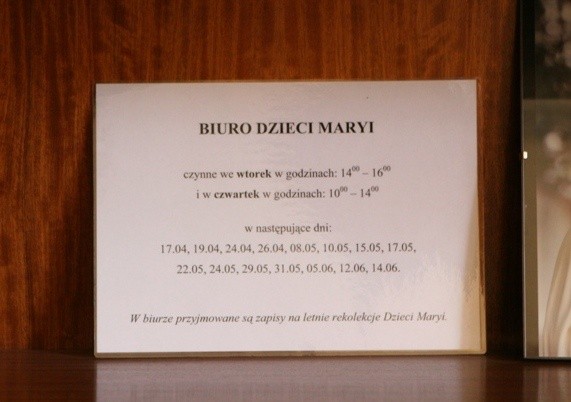 BIURO DZIECI MARYI
czynne we wtorek w godzinach: 14⁰⁰ – 16⁰⁰
i w czwartek w godzinach: 10⁰⁰ – 14⁰⁰
w następujące dni:
17.04, 19.04, 24.04, 26.04, 08.05, 10.05, 15.05, 17.05,
22.05, 24.05, 29.05, 31.05, 05.06, 12.06, 14.06.
W biurze przyjmowane są zapisy na letnie rekolekcje Dzieci Maryi.